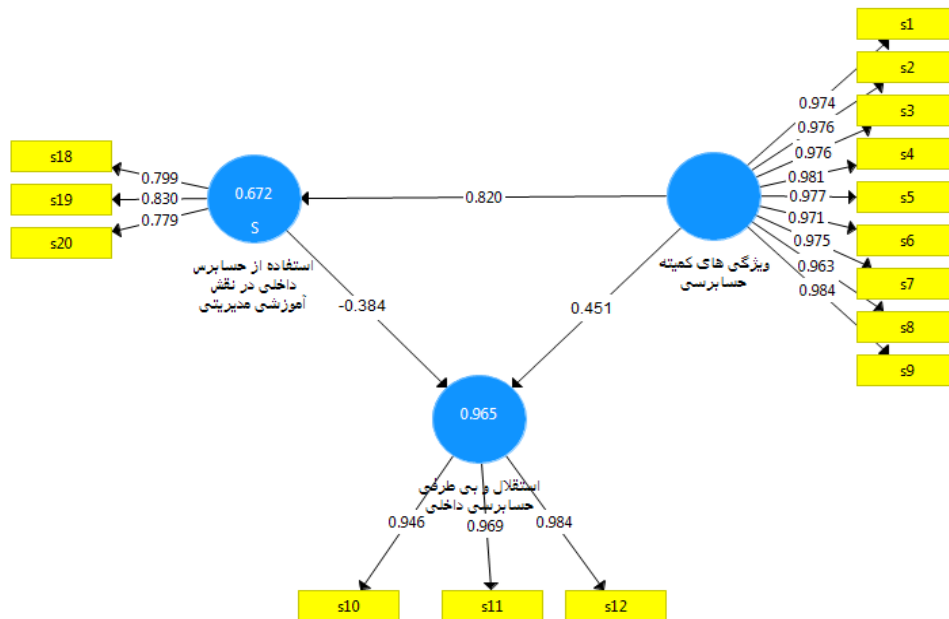 s1
s2
0.974
s3
0.976
s18
0.976
s4
0.799
0.981
s19
0.830
0.672
0.820
0.977
s5
0.779
0.971
s20
S
0.975
s6
استفاده از حسابرس
داخلی در نقش
آموزشی مدیریتی
ویژگی های کمیته
حسابرسی
0.963
0.984
s7
-0.384
0.451
s8
s9
0.965
استقلال و بی طرفی
حسابرسی داخلی
0.946
0.969
0.984
s10
s11
s12